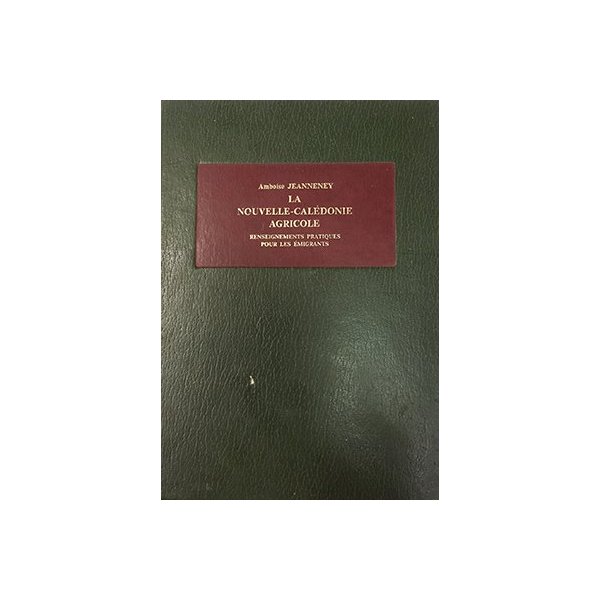 Amboise JEANNENEY
LA
NOUVELLE-CALÉDONIE
AGRICOLE
RENSEIGNEMENTS PRATIQUES
POUR LES ÉMIGRANTS